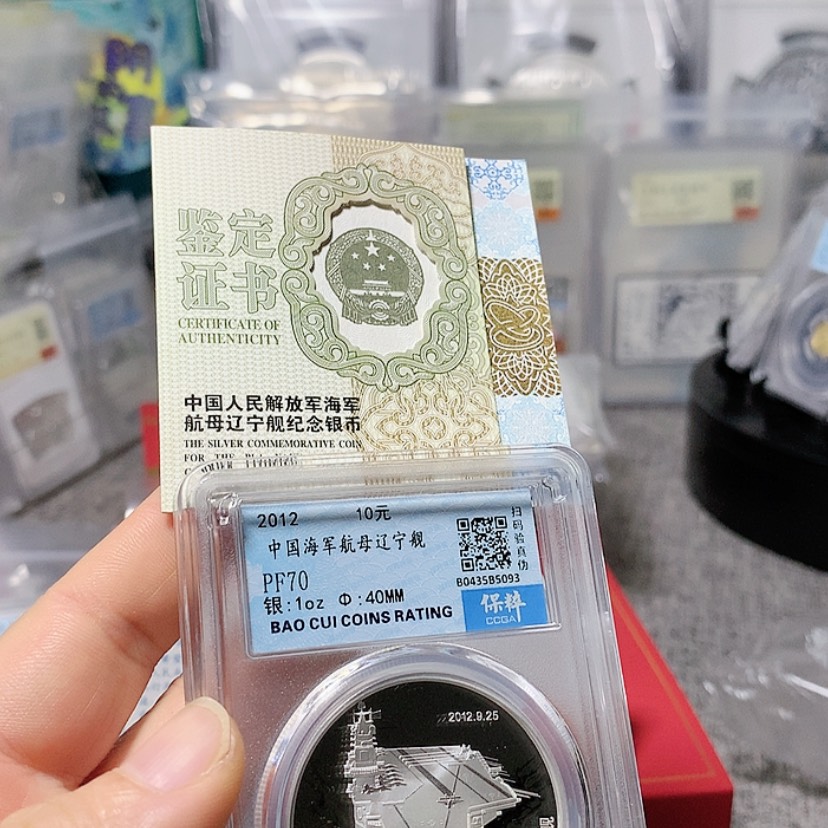 鉴定
证书
CERTIFICATE OF
AUTHENTICITY
中国人民解放军海军
航母辽宁舰纪念银币
THE SILVER COMMEMORATIVE COIN
FOR THE
2012 10元
中国海军航母辽宁舰
PF70
银:1oz Φ:40MM
BAO CUI COINS RATING
扫码验真伪
B0435B5093
保粹
CCGA
2012.9.25